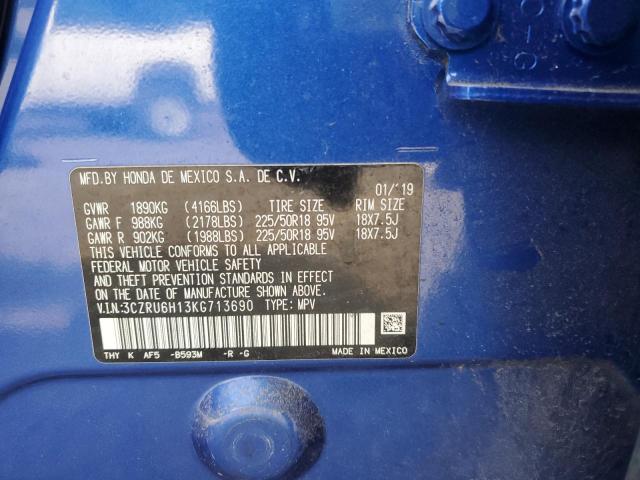 MFD.BY HONDA DE MEXICO S.A. DE C.V.
01/'19
GVWR 1890KG (4166LBS) TIRE SIZE RIM SIZE
GAWR F 988KG (2178LBS) 225/50R18 95V 18X7.5J
GAWR R 902KG (1988LBS) 225/50R18 95V 18X7.5J
THIS VEHICLE CONFORMS TO ALL APPLICABLE
FEDERAL MOTOR VEHICLE SAFETY
AND THEFT PREVENTION STANDARDS IN EFFECT
ON THE DATE OF MANUFACTURE SHOWN ABOVE.
V.I.N:3CZRU6H13KG713690 TYPE: MPV
THY K AF5 -B593M -R -G MADE IN MEXICO